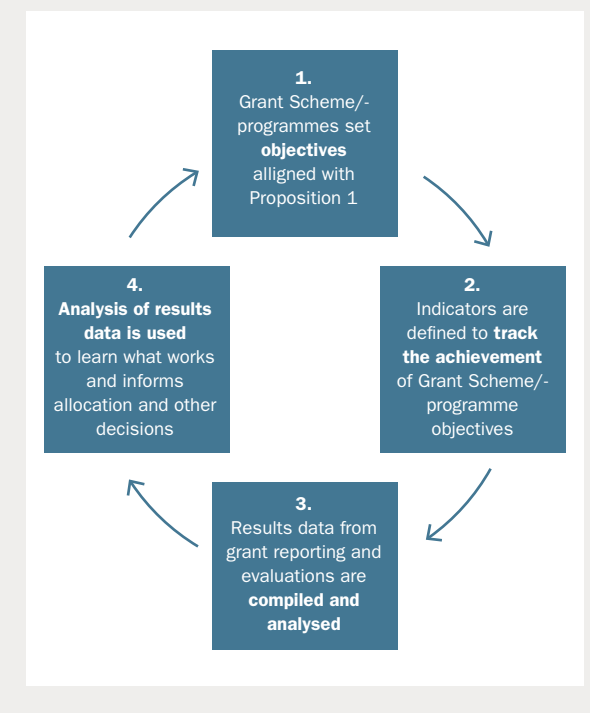 1.
Grant Scheme/-
programmes set
objectives
alligned with
Proposition 1
2.
Indicators are
defined to track
the achievement
of Grant Scheme/-
programme
objectives
3.
Results data from
grant reporting and
evaluations are
compiled and
analysed
4.
Analysis of results
data is used
to learn what works
and informs
allocation and other
decisions